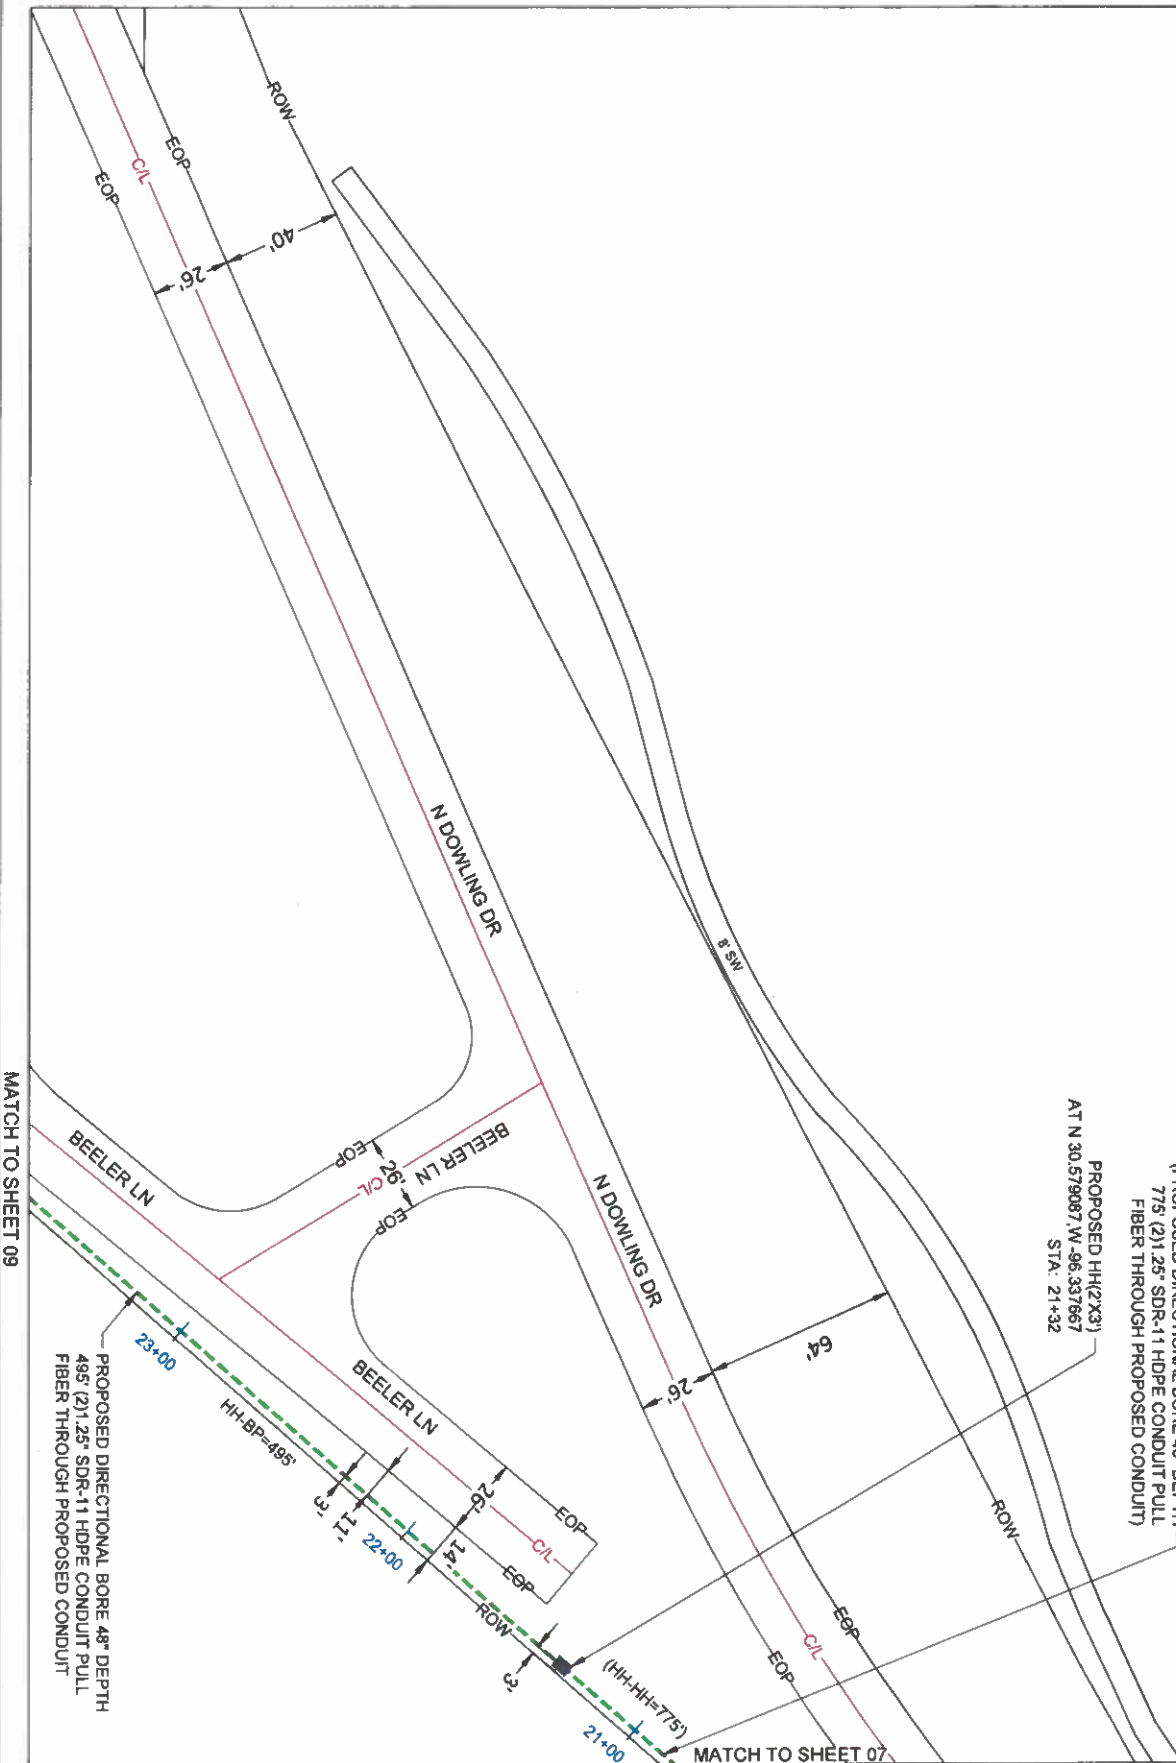 ROW
EOP
C/L
EOP
40'
26'
N DOWLING DR
8' SW
PROPOSED HH(2'X3')
AT N 30.579087,W -96.337667
STA: 21+32
775' (2)1.25" SDR-11 HDPE CONDUIT PULL
FIBER THROUGH PROPOSED CONDUIT)
BEELER LN
EOP
26'
C/L
EOP
BEELER LN
N DOWLING DR
64'
26'
MATCH TO SHEET 09
23+00
HH-BP=495'
BEELER LN
PROPOSED DIRECTIONAL BORE 48" DEPTH
495' (2)1.25" SDR-11 HDPE CONDUIT PULL
FIBER THROUGH PROPOSED CONDUIT
3'
11'
22+00
14'
26'
EOP
C/L
EOP
ROW
3'
(HH-HH=775')
21+00
ROW
EOP
C/L
EOP
MATCH TO SHEET 07